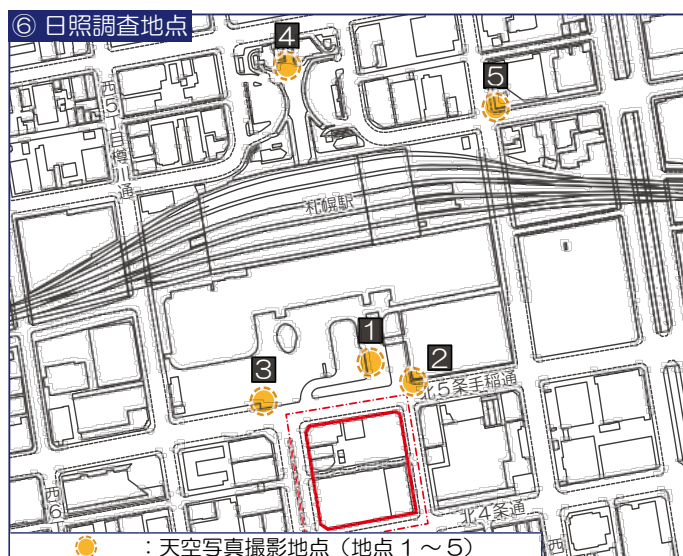 ⑥ 日照調査地点
4
5
西5・樽川通
札幌駅
1
2
3
北5条手稲通
西6
北4条通
：天空写真撮影地点（地点１～５）